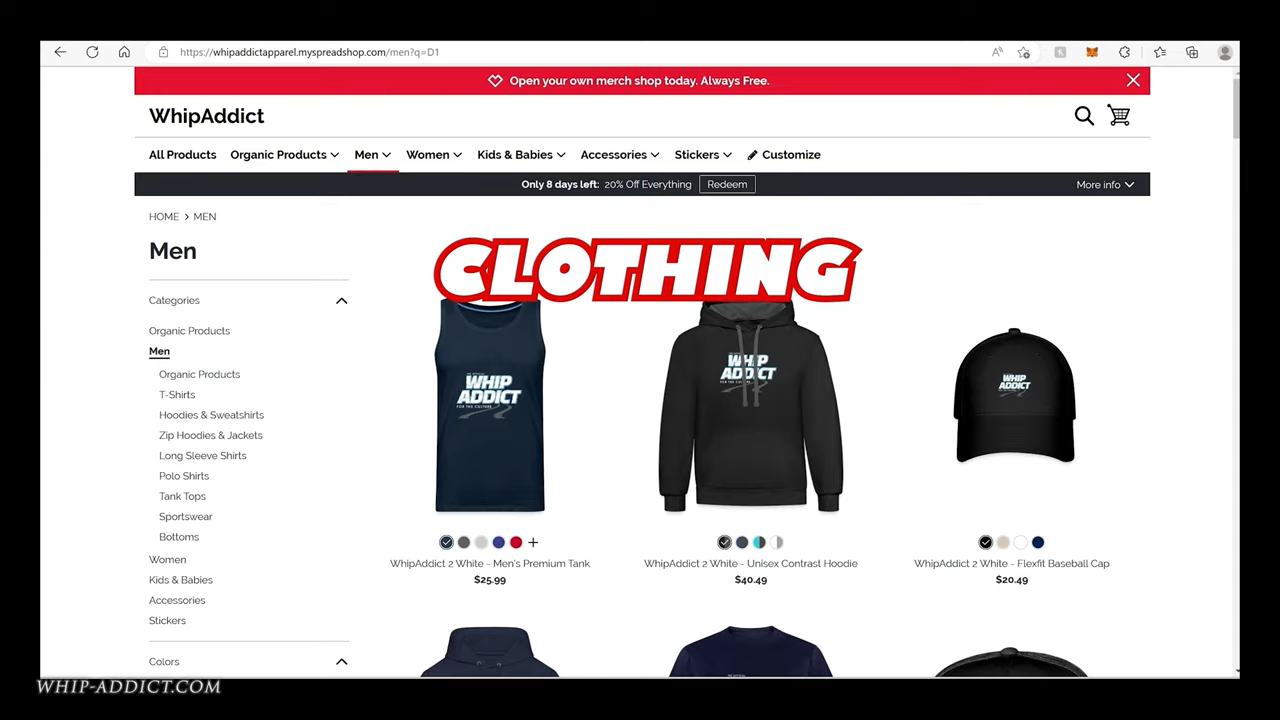 https://whipaddictapparel.myspreadshop.com/men?q=D1
Open your own merch shop today. Always Free.
WhipAddict
All Products Organic Products Men Women Kids & Babies Accessories Stickers Customize
Only 8 days left: 20% Off Everything Redeem More info
HOME > MEN
Men
CLOTHING
Categories
Organic Products
Men
Organic Products
T-Shirts
Hoodies & Sweatshirts
Zip Hoodies & Jackets
Long Sleeve Shirts
Polo Shirts
Tank Tops
Sportswear
Bottoms
Women
Kids & Babies
Accessories
Stickers
Colors
WHIP
ADDICT
FOR THE CULTURE
WHIP
ADDICT
WHIP
ADDICT
WhipAddict 2 White - Men's Premium Tank
$25.99
WhipAddict 2 White - Unisex Contrast Hoodie
$40.49
WhipAddict 2 White - Flexfit Baseball Cap
$20.49
WHIP-ADDICT.COM